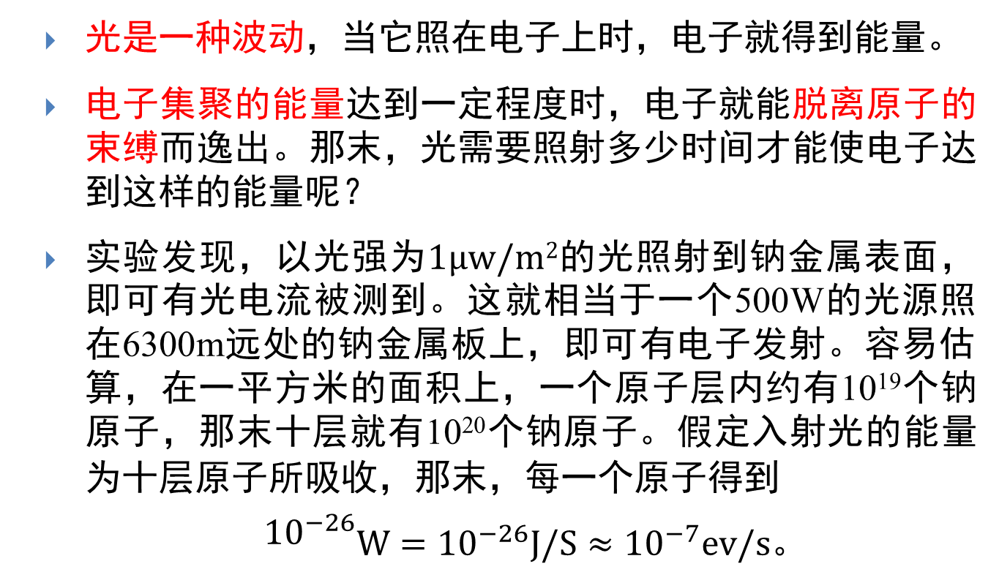 光是一种波动，当它照在电子上时，电子就得到能量。
电子集聚的能量达到一定程度时，电子就能脱离原子的
束缚而逸出。那末，光需要照射多少时间才能使电子达
到这样的能量呢？
实验发现，以光强为1μw/m²的光照射到钠金属表面，
即可有光电流被测到。这就相当于一个500W的光源照
在6300m远处的钠金属板上，即可有电子发射。容易估
算，在一平方米的面积上，一个原子层内约有10¹⁹个钠
原子，那末十层就有10²⁰个钠原子。假定入射光的能量
为十层原子所吸收，那末，每一个原子得到
10⁻²⁶W = 10⁻²⁶J/S ≈ 10⁻⁷ev/s。